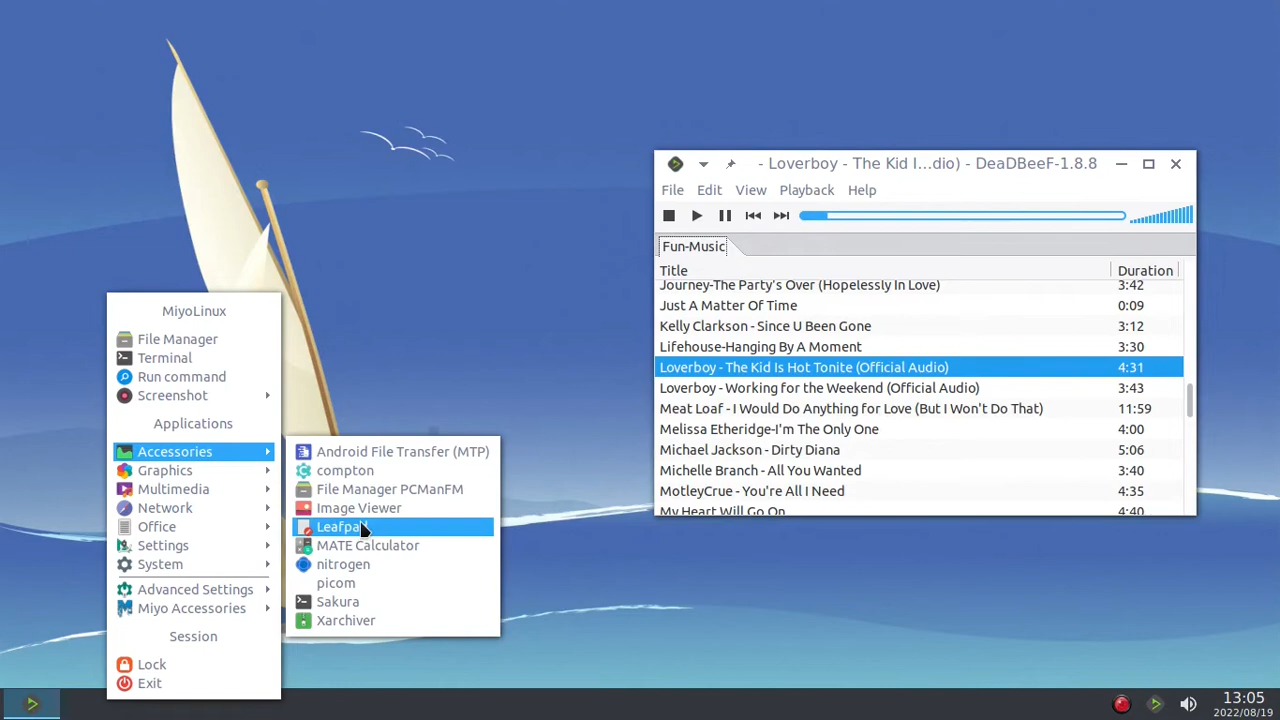 - Loverboy - The Kid I...dio) - DeaDBeeF-1.8.8
File Edit View Playback Help
Fun-Music
Title Duration
Journey-The Party's Over (Hopelessly In Love) 3:42
Just A Matter Of Time 0:09
Kelly Clarkson - Since U Been Gone 3:12
Lifehouse-Hanging By A Moment 3:30
Loverboy - The Kid Is Hot Tonite (Official Audio) 4:31
Loverboy - Working for the Weekend (Official Audio) 3:43
Meat Loaf - I Would Do Anything for Love (But I Won't Do That) 11:59
Melissa Etheridge-I'm The Only One 4:00
Michael Jackson - Dirty Diana 5:06
Michelle Branch - All You Wanted 3:40
MotleyCrue - You're All I Need 4:35
My Heart Will Go On 4:40
MiyoLinux
File Manager
Terminal
Run command
Screenshot
Applications
Accessories
Graphics
Multimedia
Network
Office
Settings
System
Advanced Settings
Miyo Accessories
Session
Lock
Exit
Android File Transfer (MTP)
compton
File Manager PCManFM
Image Viewer
Leafpad
MATE Calculator
nitrogen
picom
Sakura
Xarchiver
13:05
2022/08/19